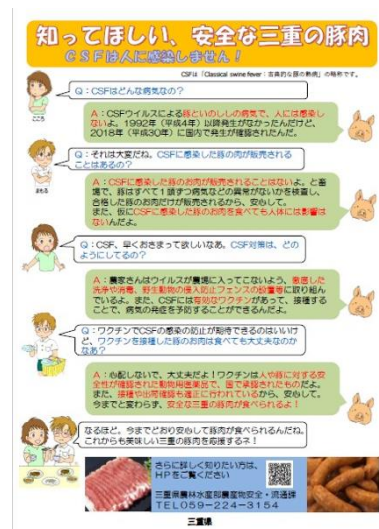 知ってほしい、安全な三重の豚肉
CSFは人に感染しません！
CSFは「Classical swine fever：古典的な豚の熱病」の略称です。
Q：CSFはどんな病気なの？
こころ
A：CSFウイルスによる豚といのししの病気で、人には感染し
ないよ。1992年（平成4年）以降発生がなかったんだけど、
2018年（平成30年）に国内で発生が確認されたんだ。
Q：それは大変だね。CSFに感染した豚の肉が販売される
ことはあるの？
まもる
A：CSFに感染した豚のお肉が販売されることはないよ。と畜
場で、豚はすべて1頭ずつ病気などの異常がないかを検査し、
合格した豚のお肉だけが販売されるから、安心して。
また、仮にCSFに感染した豚のお肉を食べても人体には影響は
ないんだよ。
Q：CSF、早くおさまって欲しいなあ。CSF対策は、どの
ようにしてるの？
A：農家さんはウイルスが農場に入ってこないよう、徹底した
洗浄や消毒、野生動物の侵入防止フェンスの設置等に取り組ん
でいるよ。また、CSFには有効なワクチンがあって、接種する
ことで、病気の発症を予防することができるんだよ。
Q：ワクチンでCSFの感染の防止が期待できるのはいいけ
ど、ワクチンを接種した豚のお肉は食べても大丈夫なのか
なあ？
A：心配しないで、大丈夫だよ！ワクチンは人や豚に対する安
全性が確認された動物用医薬品で、国で承認されたものだよ。
また、接種や出荷確認も適正に行われているから、安心して。
今までと変わらず、安全な三重の豚肉が食べられるよ！
なるほど。今までどおり安心して豚肉が食べられるんだね。
これからも美味しい三重の豚肉を応援するネ！
さらに詳しく知りたい方は、
HPをご覧ください
三重県農林水産部農産物安全・流通課
TEL059－224－3154
三重県